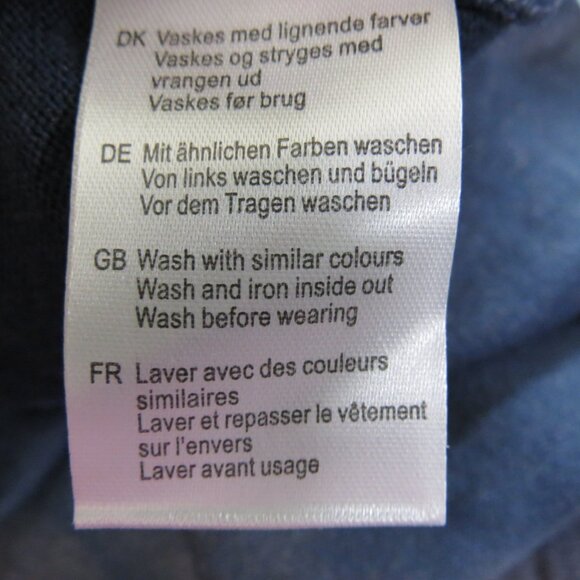 DK Vaskes med lignende farver
Vaskes og stryges med
vrangen ud
Vaskes før brug
DE Mit ähnlichen Farben waschen
Von links waschen und bügeln
Vor dem Tragen waschen
GB Wash with similar colours
Wash and iron inside out
Wash before wearing
FR Laver avec des couleurs
similaires
Laver et repasser le vêtement
sur l'envers
Laver avant usage